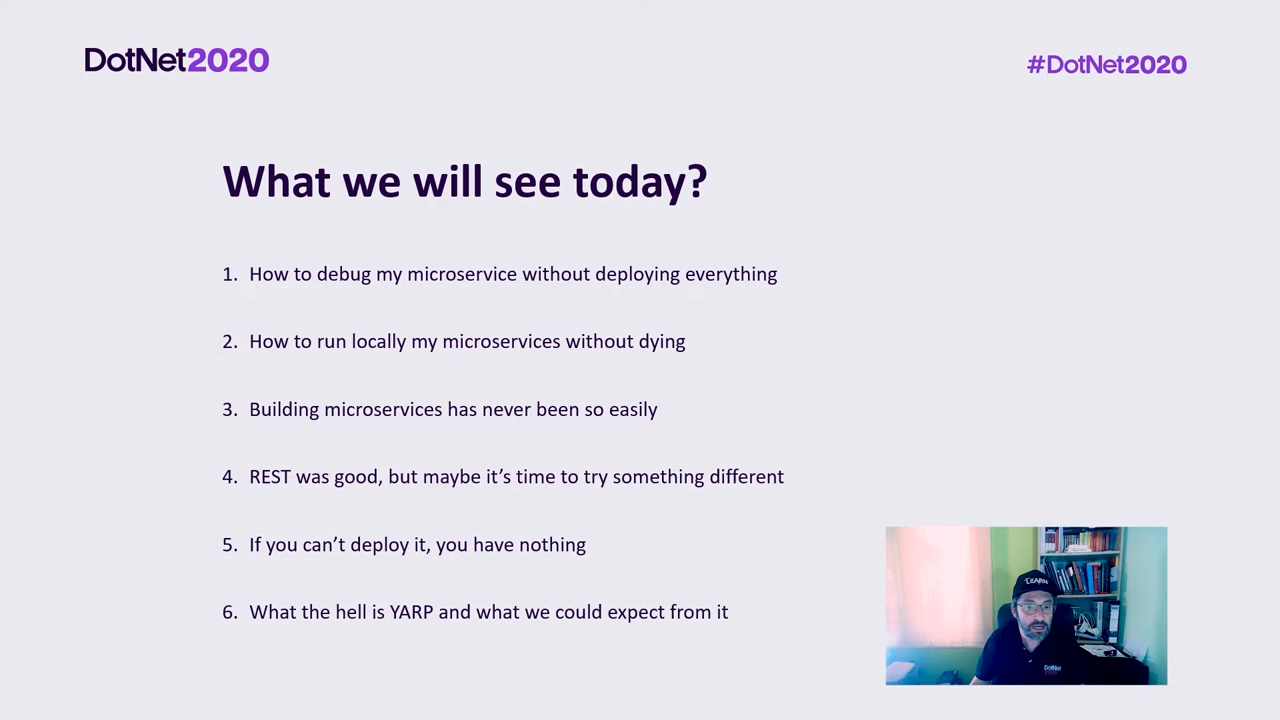 DotNet2020
#DotNet2020
What we will see today?
1. How to debug my microservice without deploying everything
2. How to run locally my microservices without dying
3. Building microservices has never been so easily
4. REST was good, but maybe it’s time to try something different
5. If you can’t deploy it, you have nothing
6. What the hell is YARP and what we could expect from it
DotNet